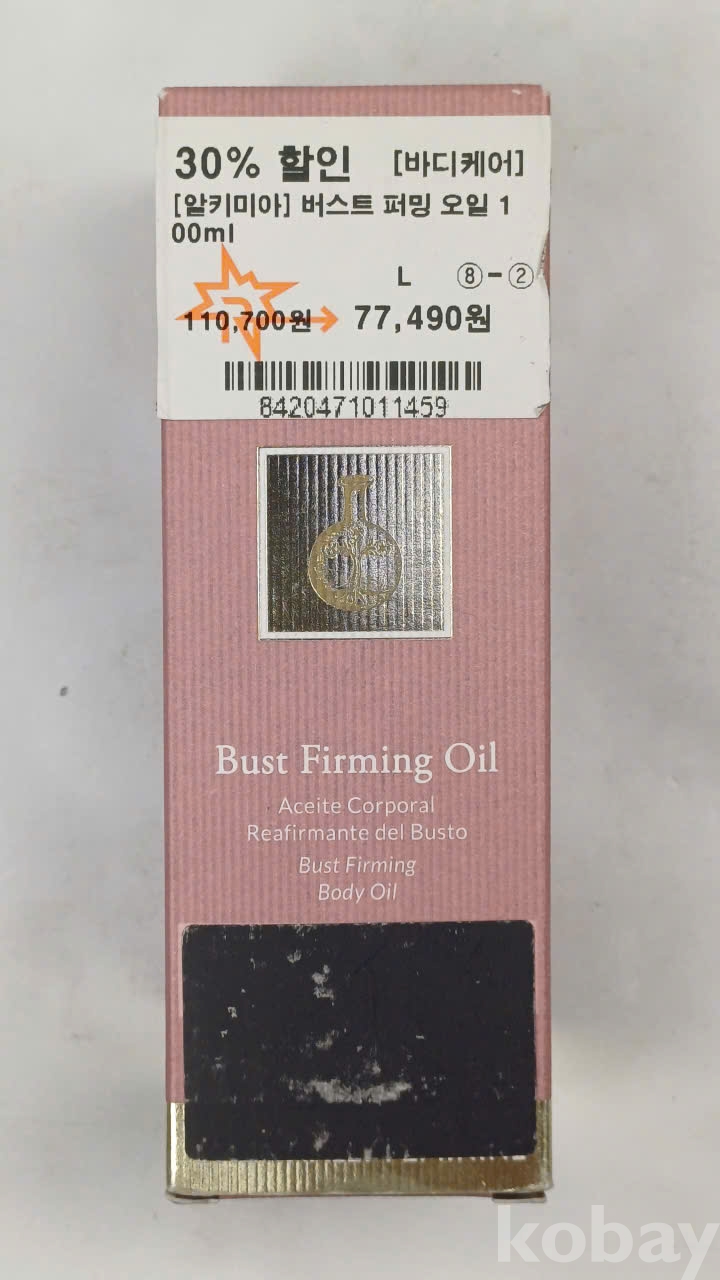 30% 할인 [바디케어]
[알키미아] 버스트 퍼밍 오일 1
00ml
L ⑧-②
110,700원 → 77,490원
8420471011459
Bust Firming Oil
Aceite Corporal
Reafirmante del Busto
Bust Firming
Body Oil
kobay